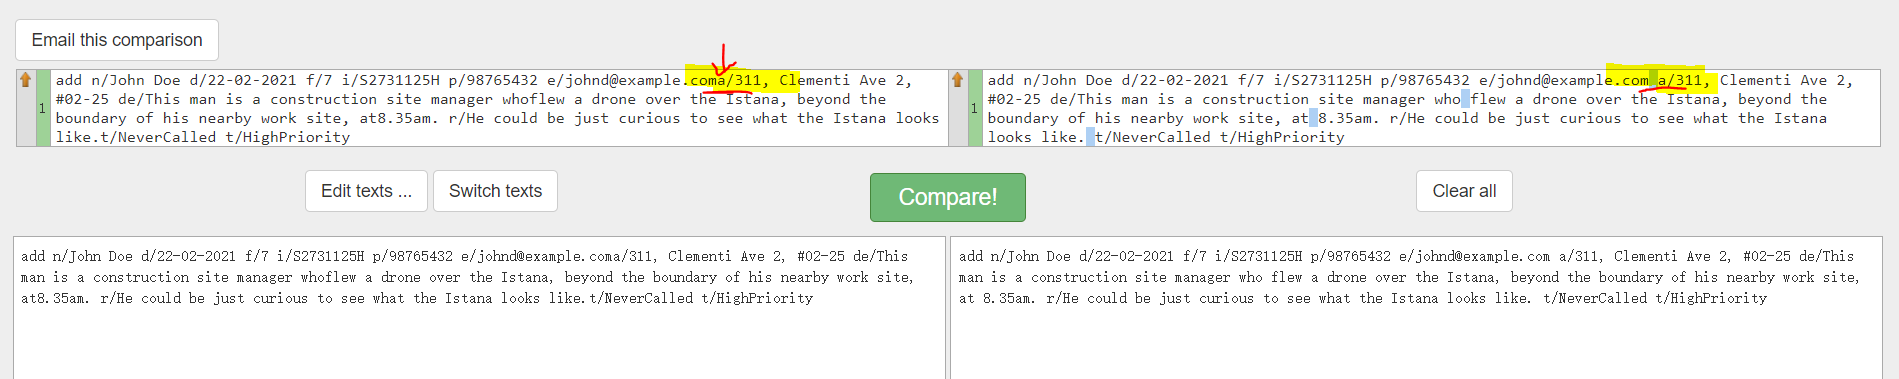 Email this comparison
1
add n/John Doe d/22-02-2021 f/7 i/S2731125H p/98765432 e/johnd@example.coma/311, Clementi Ave 2,
#02-25 de/This man is a construction site manager whoflew a drone over the Istana, beyond the
boundary of his nearby work site, at8.35am. r/He could be just curious to see what the Istana looks
like.t/NeverCalled t/HighPriority
1
add n/John Doe d/22-02-2021 f/7 i/S2731125H p/98765432 e/johnd@example.com a/311, Clementi Ave 2,
#02-25 de/This man is a construction site manager who flew a drone over the Istana, beyond the
boundary of his nearby work site, at 8.35am. r/He could be just curious to see what the Istana
looks like. t/NeverCalled t/HighPriority
Edit texts ...
Switch texts
Compare!
Clear all
add n/John Doe d/22-02-2021 f/7 i/S2731125H p/98765432 e/johnd@example.coma/311, Clementi Ave 2, #02-25 de/This
man is a construction site manager whoflew a drone over the Istana, beyond the boundary of his nearby work site,
at8.35am. r/He could be just curious to see what the Istana looks like.t/NeverCalled t/HighPriority
add n/John Doe d/22-02-2021 f/7 i/S2731125H p/98765432 e/johnd@example.com a/311, Clementi Ave 2, #02-25 de/This
man is a construction site manager who flew a drone over the Istana, beyond the boundary of his nearby work site,
at 8.35am. r/He could be just curious to see what the Istana looks like. t/NeverCalled t/HighPriority